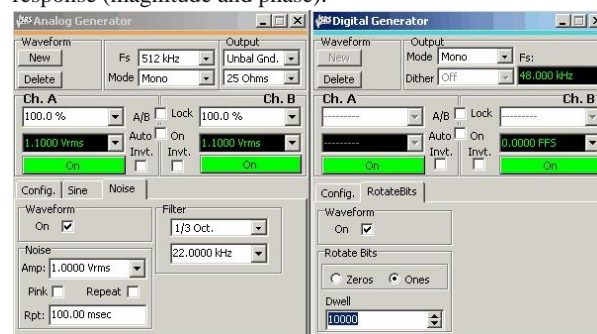 response (magnitude and phase).
Analog Generator
Waveform
New
Delete
Fs 512 kHz
Mode Mono
Output
Unbal Gnd.
25 Ohms
Ch. A
Ch. B
100.0 %
A/B
Lock
100.0 %
1.1000 Vrms
Auto
On
1.1000 Vrms
Invt.
Invt.
On
On
Config.
Sine
Noise
Waveform
On
Noise
Amp: 1.0000 Vrms
Pink
Repeat
Rpt: 100.00 msec
Filter
1/3 Oct.
22.0000 kHz
Digital Generator
Waveform
New
Delete
Output
Mode Mono
Dither Off
Fs:
48.000 kHz
Ch. A
Ch. B
---------
A/B
Lock
---------
---------
Auto
On
0.0000 FFS
Invt.
Invt.
On
On
Config.
RotateBits
Waveform
On
Rotate Bits
Zeros
Ones
Dwell
10000